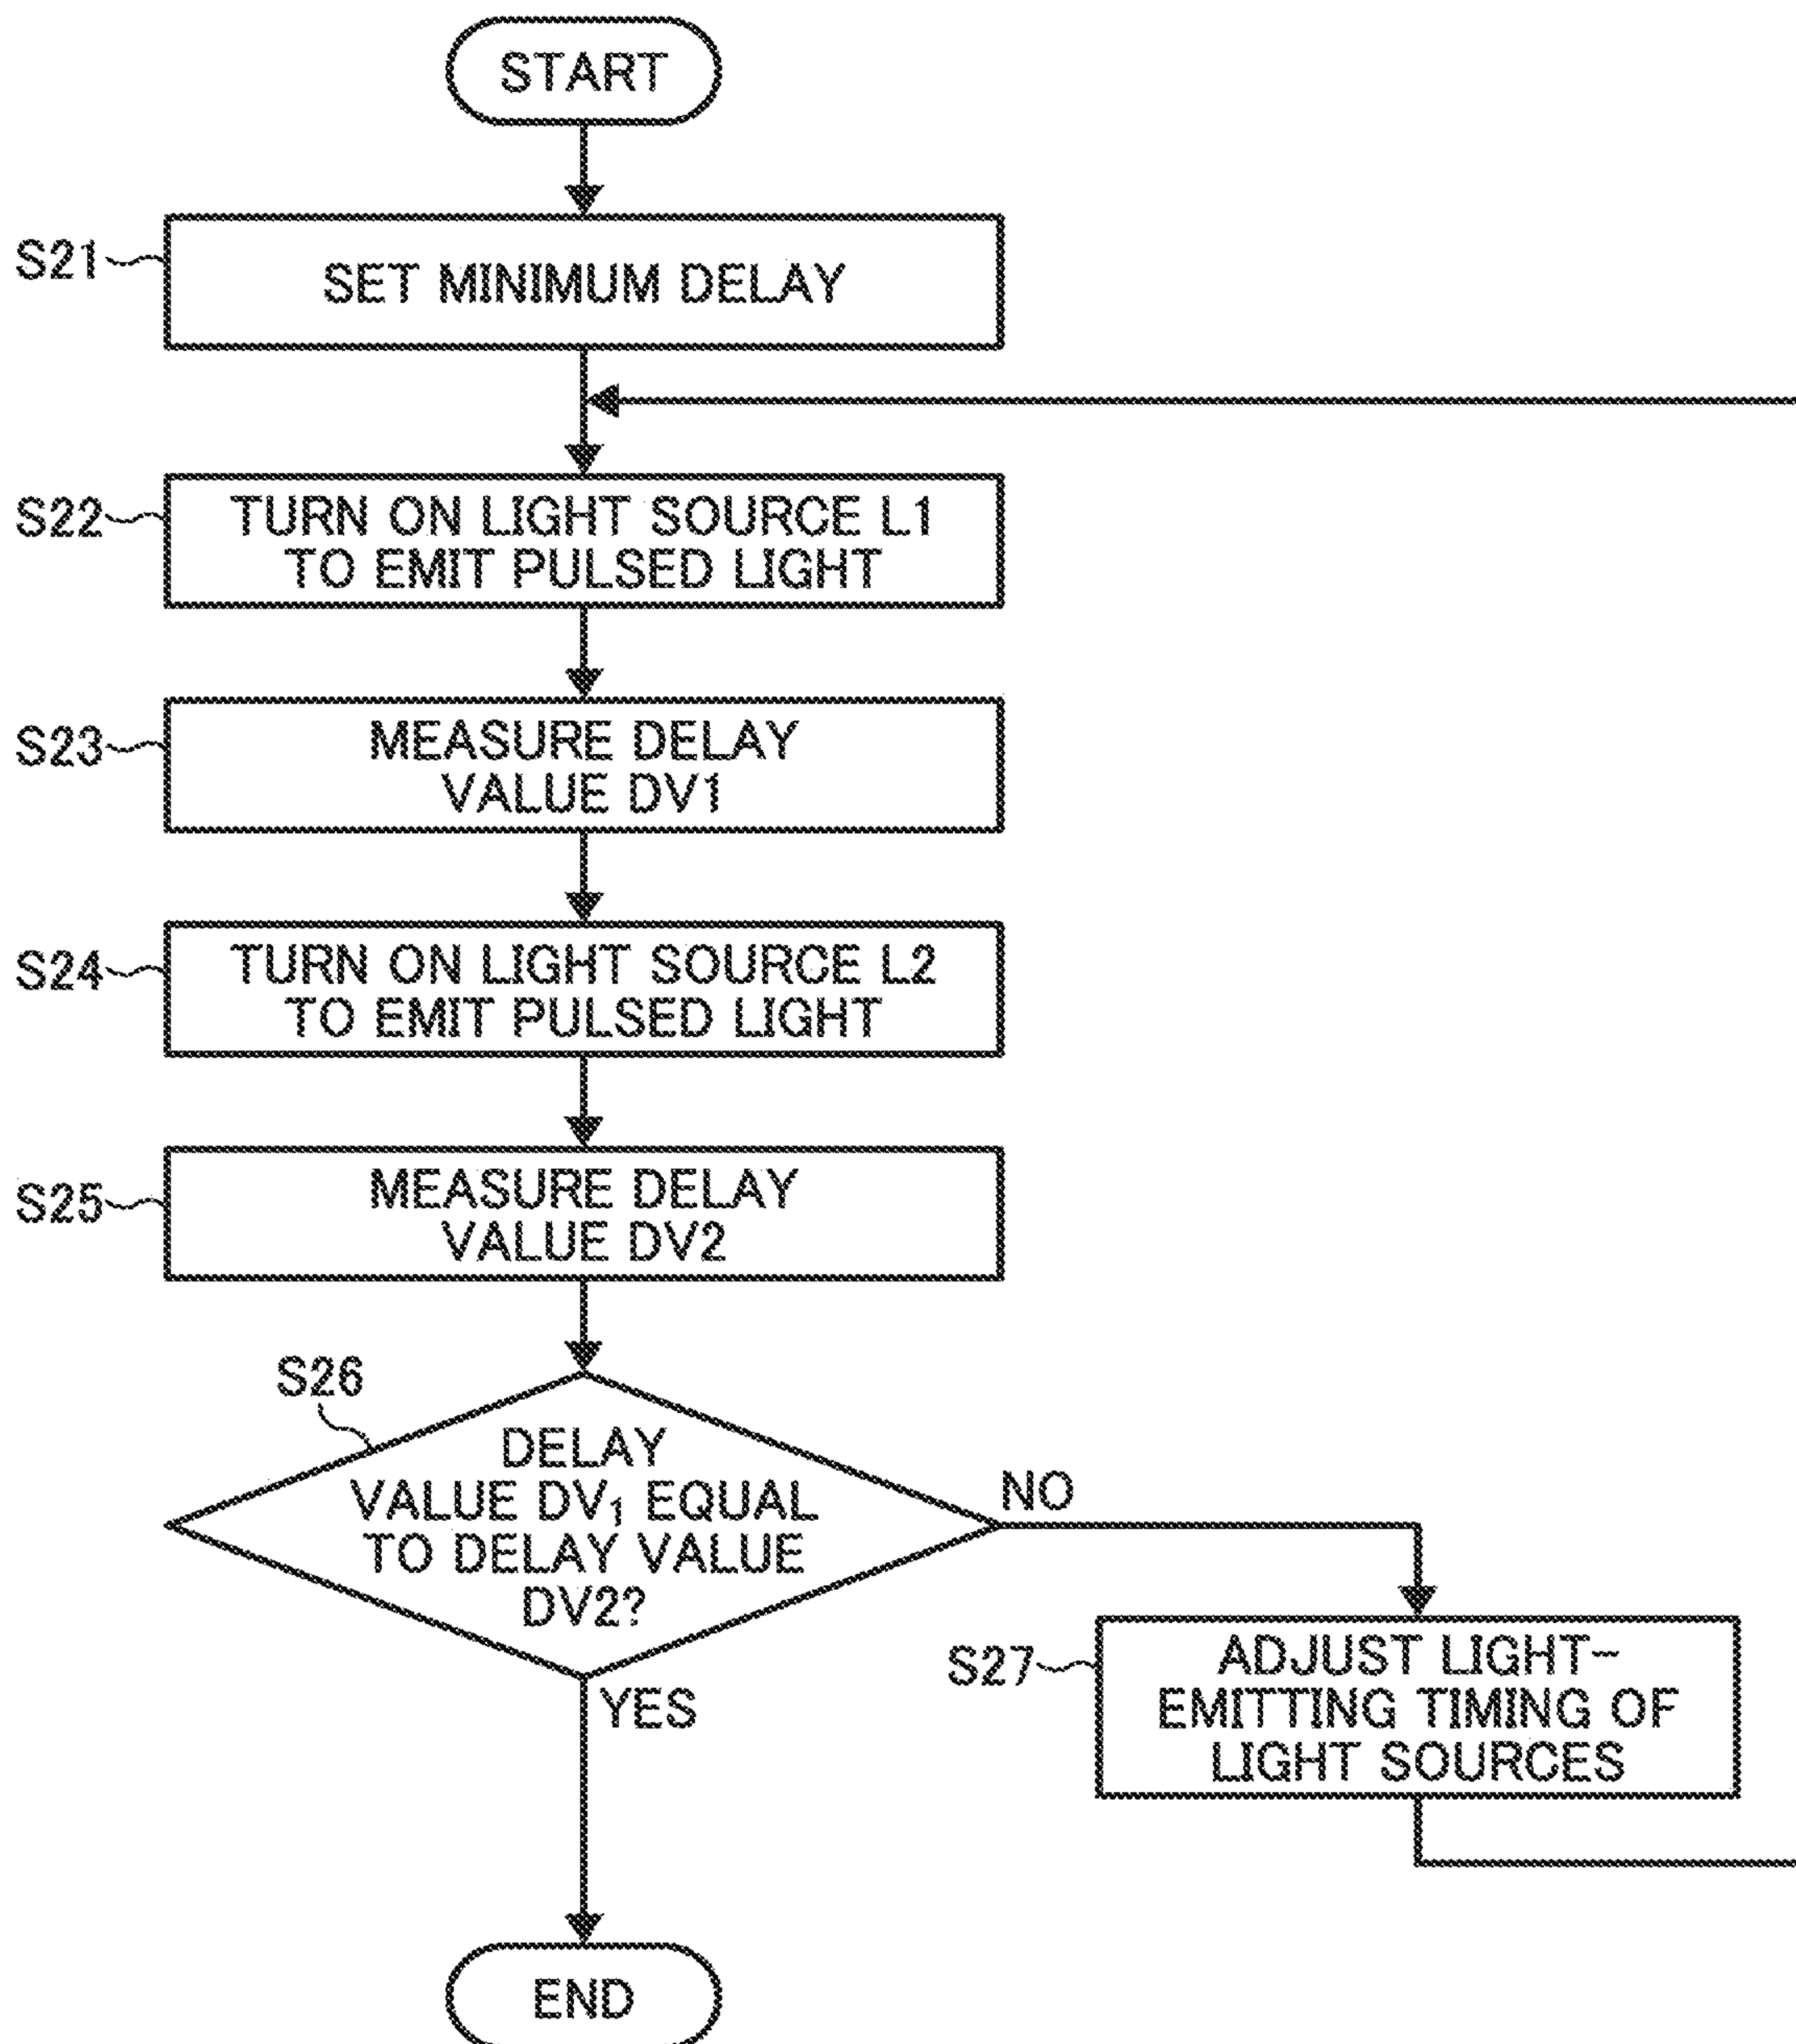 START
S21
SET MINIMUM DELAY
S22
TURN ON LIGHT SOURCE L1
TO EMIT PULSED LIGHT
S23
MEASURE DELAY
VALUE DV1
S24
TURN ON LIGHT SOURCE L2
TO EMIT PULSED LIGHT
S25
MEASURE DELAY
VALUE DV2
S26
DELAY
VALUE DV₁ EQUAL
TO DELAY VALUE
DV2?
NO
S27
ADJUST LIGHT-
EMITTING TIMING OF
LIGHT SOURCES
YES
END